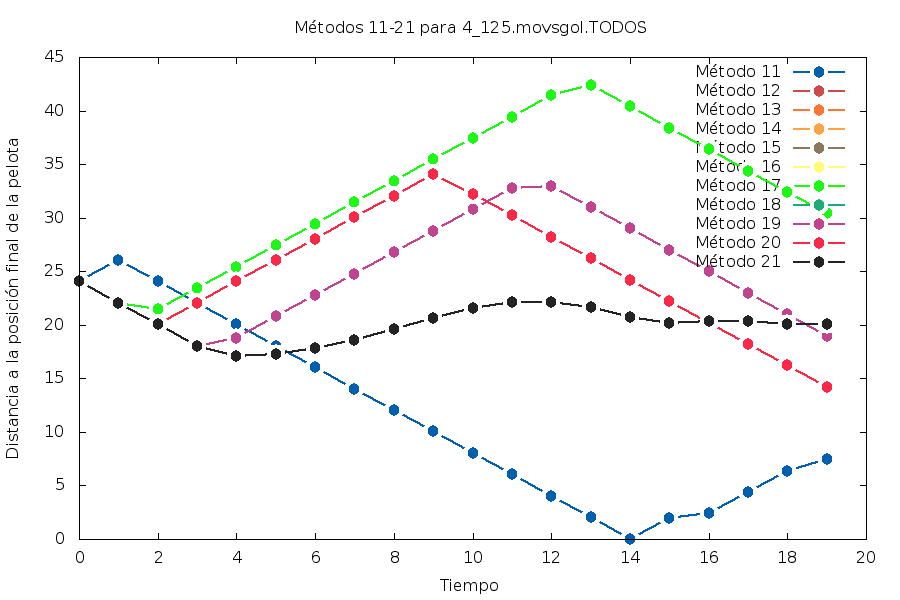 Métodos 11-21 para 4_125.movsgol.TODOS
Distancia a la posición final de la pelota
45
40
35
30
25
20
15
10
5
0
Método 11
Método 12
Método 13
Método 14
Método 15
Método 16
Método 17
Método 18
Método 19
Método 20
Método 21
0 2 4 6 8 10 12 14 16 18 20
Tiempo